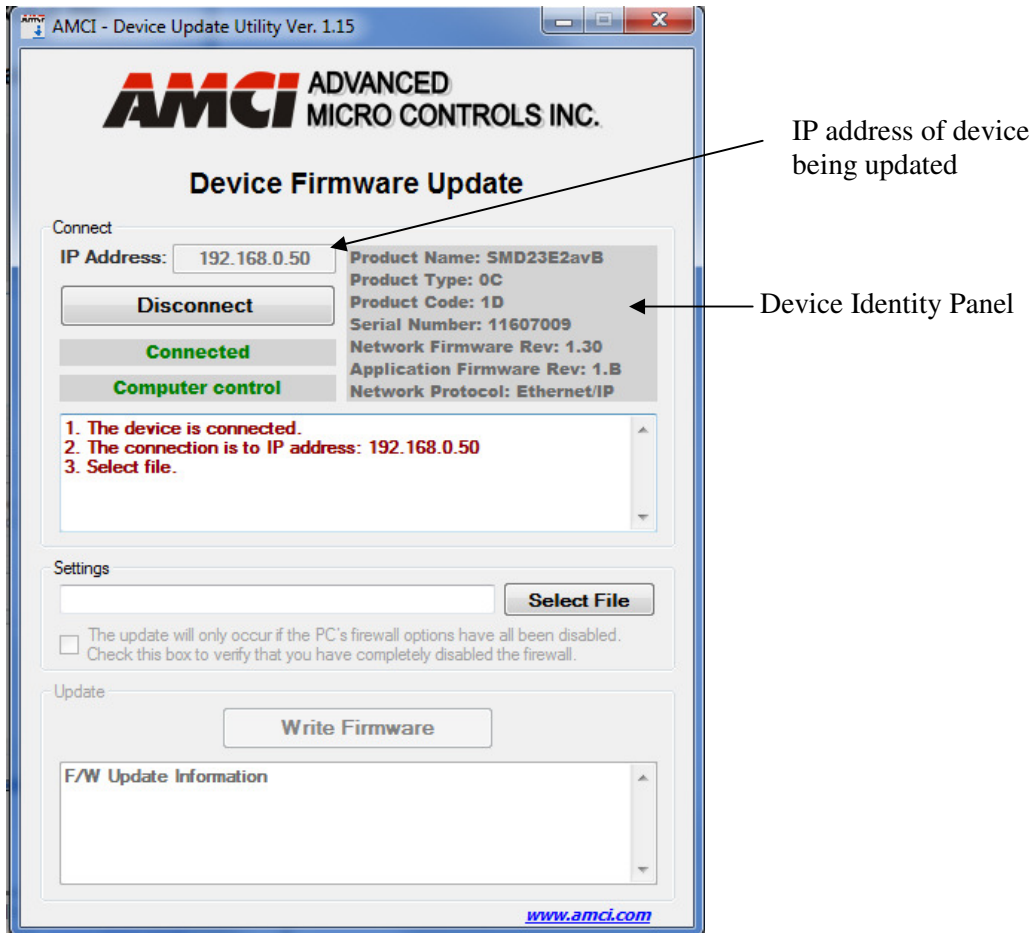 AMCI - Device Update Utility Ver. 1.15
AMCI ADVANCED
MICRO CONTROLS INC.
Device Firmware Update
IP address of device
being updated
Connect
IP Address: 192.168.0.50
Disconnect
Connected
Computer control
Product Name: SMD23E2avB
Product Type: 0C
Product Code: 1D
Serial Number: 11607009
Network Firmware Rev: 1.30
Application Firmware Rev: 1.B
Network Protocol: Ethernet/IP
Device Identity Panel
1. The device is connected.
2. The connection is to IP address: 192.168.0.50
3. Select file.
Settings
Select File
The update will only occur if the PC's firewall options have all been disabled.
Check this box to verify that you have completely disabled the firewall.
Update
Write Firmware
F/W Update Information
www.amci.com